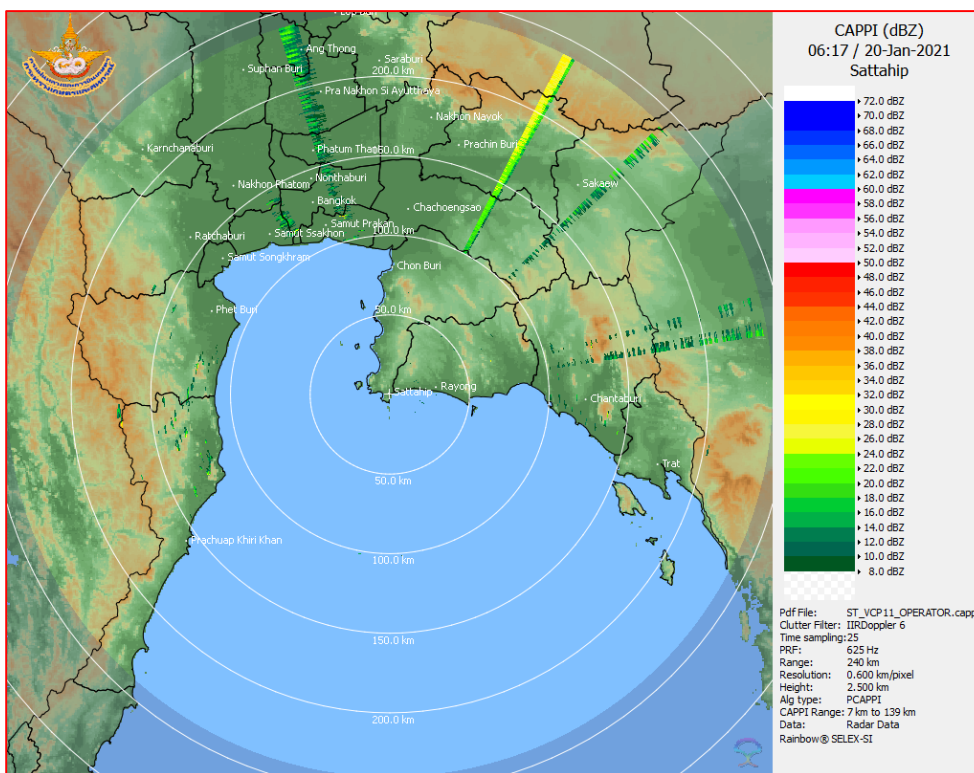 CAPPI (dBZ)
06:17 / 20-Jan-2021
Sattahip
72.0 dBZ
70.0 dBZ
68.0 dBZ
66.0 dBZ
64.0 dBZ
62.0 dBZ
60.0 dBZ
58.0 dBZ
56.0 dBZ
54.0 dBZ
52.0 dBZ
50.0 dBZ
48.0 dBZ
46.0 dBZ
44.0 dBZ
42.0 dBZ
40.0 dBZ
38.0 dBZ
36.0 dBZ
34.0 dBZ
32.0 dBZ
30.0 dBZ
28.0 dBZ
26.0 dBZ
24.0 dBZ
22.0 dBZ
20.0 dBZ
18.0 dBZ
16.0 dBZ
14.0 dBZ
12.0 dBZ
10.0 dBZ
8.0 dBZ
Pdf File: ST_VCP11_OPERATOR.capp
Clutter Filter: IIRDoppler 6
Time sampling:25
PRF: 625 Hz
Range: 240 km
Resolution: 0.600 km/pixel
Height: 2.500 km
Alg type: PCAPPI
CAPPI Range: 7 km to 139 km
Data: Radar Data
Rainbow® SELEX-SI
Ang Thong
Saraburi
Suphan Buri
200.0 km
Pra Nakhon Si Ayutthaya
Nakhon Nayok
Karnchanaburi
Prachin Buri
Phatum Thani
150.0 km
Nonthaburi
Nakhon Phatom
Sakaew
Bangkok
Chachoengsao
Samut Prakan
100.0 km
Samut Ssakhon
Ratchaburi
Samut Songkhram
Chon Buri
Phet Buri
50.0 km
Rayong
Sattahip
Chantaburi
Trat
50.0 km
Prachuap Khiri Khan
100.0 km
150.0 km
200.0 km